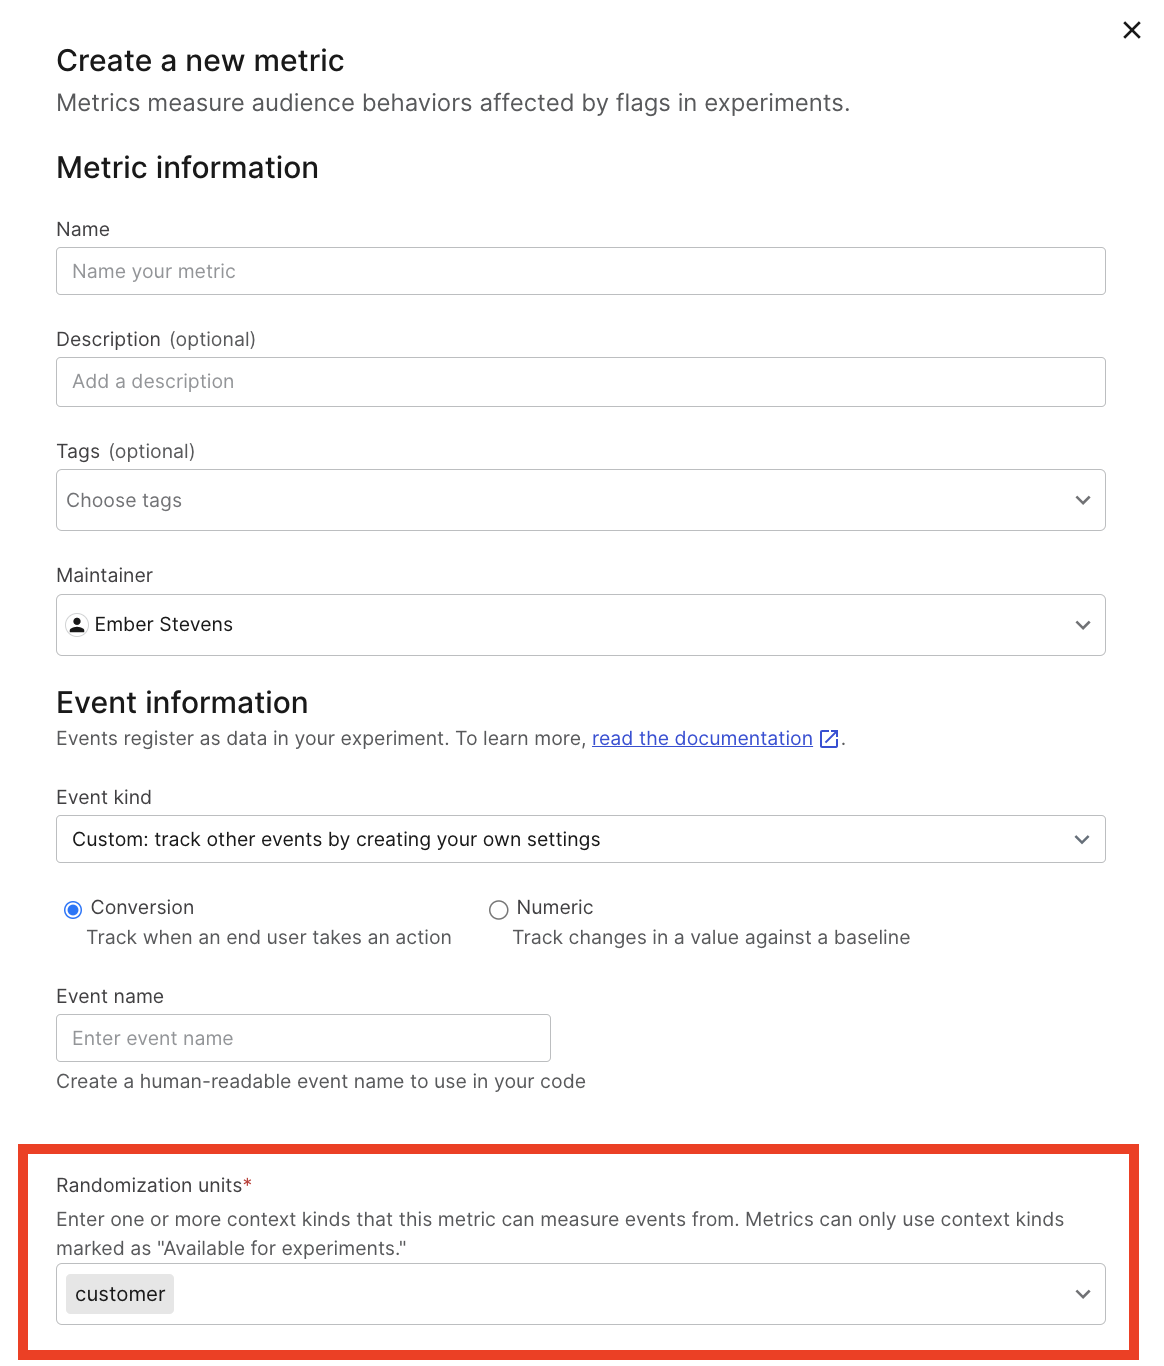 Create a new metric
Metrics measure audience behaviors affected by flags in experiments.
Metric information
Name
Name your metric
Description (optional)
Add a description
Tags (optional)
Choose tags
Maintainer
Ember Stevens
Event information
Events register as data in your experiment. To learn more, read the documentation.
Event kind
Custom: track other events by creating your own settings
Conversion
Track when an end user takes an action
Numeric
Track changes in a value against a baseline
Event name
Enter event name
Create a human-readable event name to use in your code
Randomization units*
Enter one or more context kinds that this metric can measure events from. Metrics can only use context kinds
marked as "Available for experiments."
customer